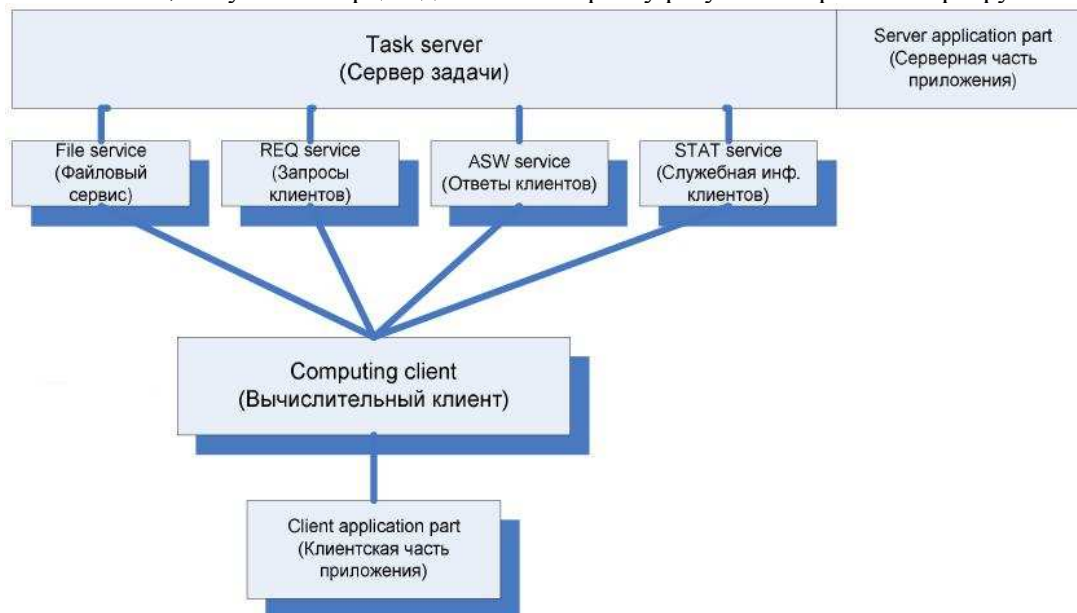 Task server
(Сервер задачи)
Server application part
(Серверная часть
приложения)
File service
(Файловый
сервис)
REQ service
(Запросы
клиентов)
ASW service
(Ответы клиентов)
STAT service
(Служебная инф.
клиентов)
Computing client
(Вычислительный клиент)
Client application part
(Клиентская часть
приложения)